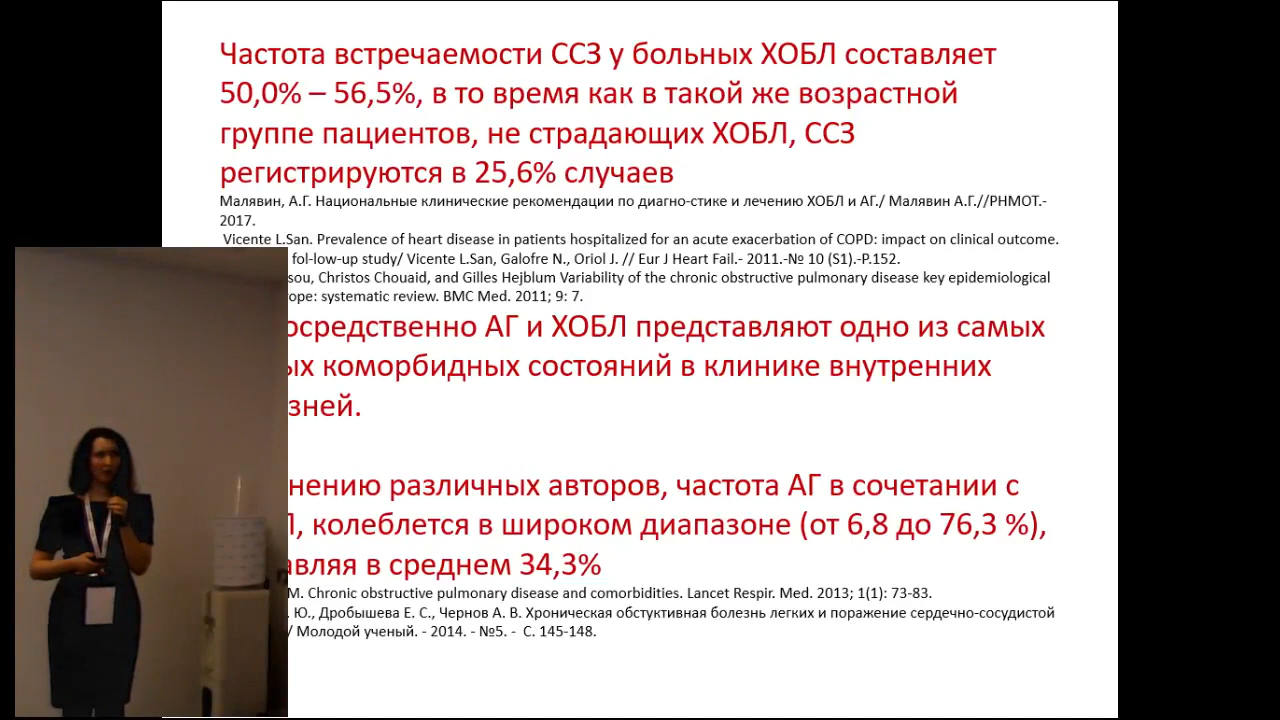 Частота встречаемости ССЗ у больных ХОБЛ составляет
50,0% – 56,5%, в то время как в такой же возрастной
группе пациентов, не страдающих ХОБЛ, ССЗ
регистрируются в 25,6% случаев
Малявин, А.Г. Национальные клинические рекомендации по диагно-стике и лечению ХОБЛ и АГ./ Малявин А.Г.//РНМОТ.-
2017.
Vicente L.San. Prevalence of heart disease in patients hospitalized for an acute exacerbation of COPD: impact on clinical outcome.
fol-low-up study/ Vicente L.San, Galofre N., Oriol J. // Eur J Heart Fail.- 2011.-№ 10 (S1).-P.152.
sou, Christos Chouaid, and Gilles Hejblum Variability of the chronic obstructive pulmonary disease key epidemiological
ope: systematic review. BMC Med. 2011; 9: 7.
осредственно АГ и ХОБЛ представляют одно из самых
ых коморбидных состояний в клинике внутренних
зней.
нению различных авторов, частота АГ в сочетании с
Л, колеблется в широком диапазоне (от 6,8 до 76,3 %),
авляя в среднем 34,3%
М. Chronic obstructive pulmonary disease and comorbidities. Lancet Respir. Med. 2013; 1(1): 73-83.
. Ю., Дробышева Е. С., Чернов А. В. Хроническая обстуктивная болезнь легких и поражение сердечно-сосудистой
/ Молодой ученый. - 2014. - №5. - С. 145-148.